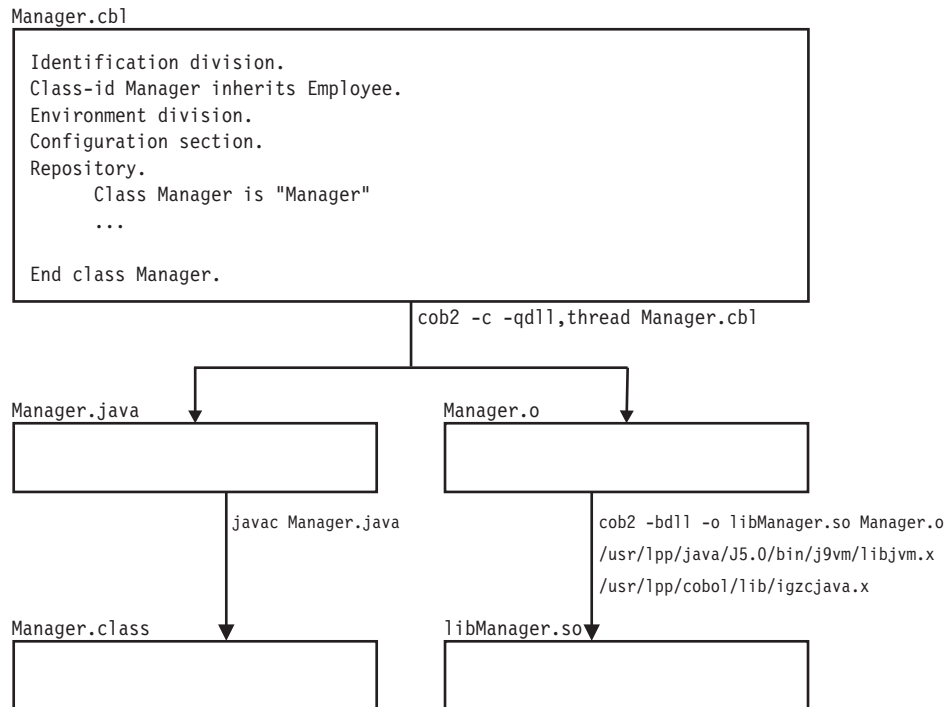 Manager.cbl
Identification division.
Class-id Manager inherits Employee.
Environment division.
Configuration section.
Repository.
Class Manager is "Manager"
...
End class Manager.
cob2 -c -qdll,thread Manager.cbl
Manager.java
Manager.o
javac Manager.java
cob2 -bdll -o libManager.so Manager.o
/usr/lpp/java/J5.0/bin/j9vm/libjvm.x
/usr/lpp/cobol/lib/igzcjava.x
Manager.class
libManager.so